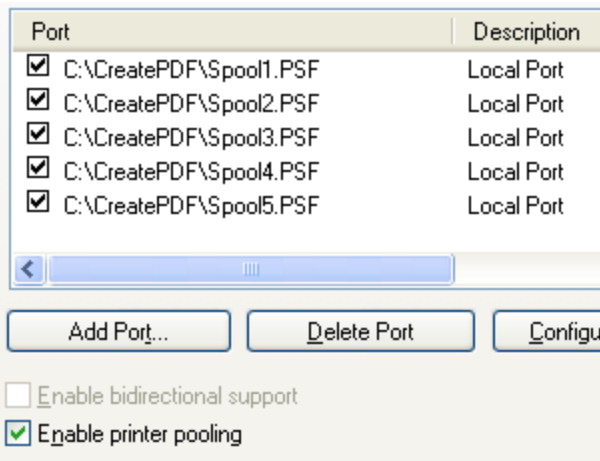 Port Description
C:\CreatePDF\Spool1.PSF Local Port
C:\CreatePDF\Spool2.PSF Local Port
C:\CreatePDF\Spool3.PSF Local Port
C:\CreatePDF\Spool4.PSF Local Port
C:\CreatePDF\Spool5.PSF Local Port
Add Port... Delete Port Configu
Enable bidirectional support
Enable printer pooling